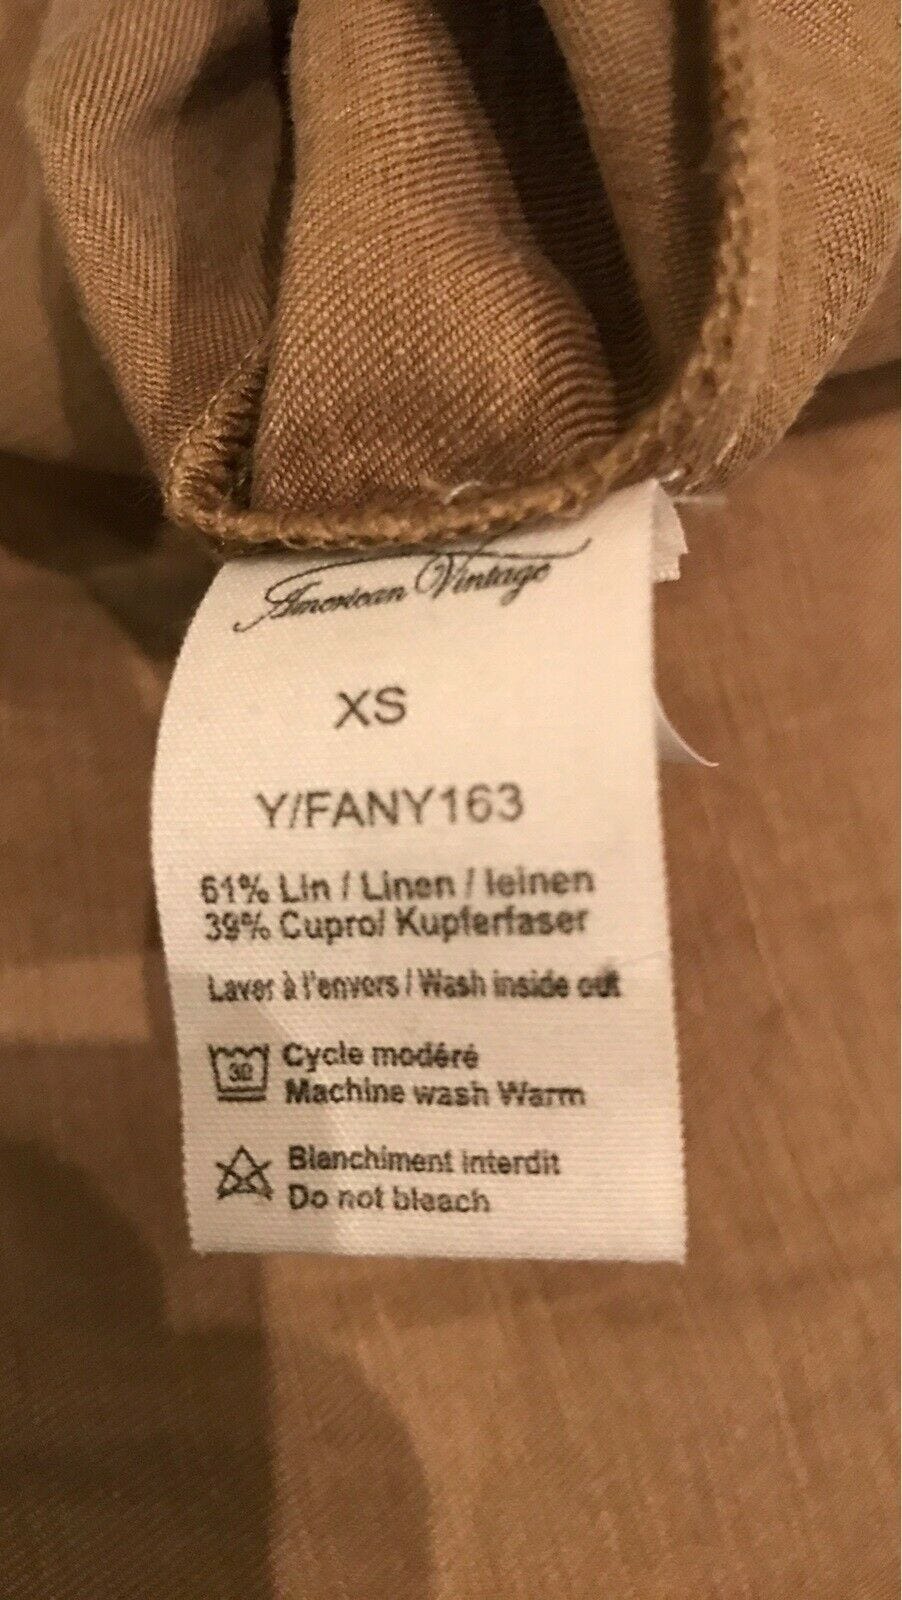 American Vintage
XS
Y/FANY163
61% Lin / Linen / leinen
39% Cupro/ Kupferfaser
Laver à l'envers / Wash inside out
30 Cycle modéré
Machine wash Warm
Blanchiment interdit
Do not bleach